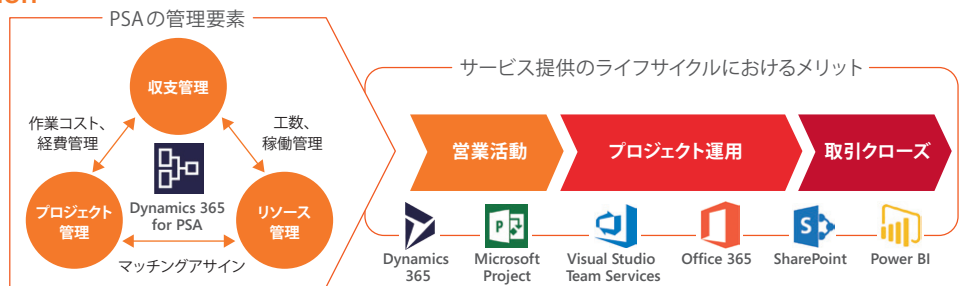 PSAの管理要素
収支管理
作業コスト、
経費管理
工数、
稼働管理
プロジェクト
管理
Dynamics 365
for PSA
リソース
管理
マッチングアサイン
サービス提供のライフサイクルにおけるメリット
営業活動
プロジェクト運用
取引クローズ
Dynamics
365
Microsoft
Project
Visual Studio
Team Services
Office 365
SharePoint
Power BI